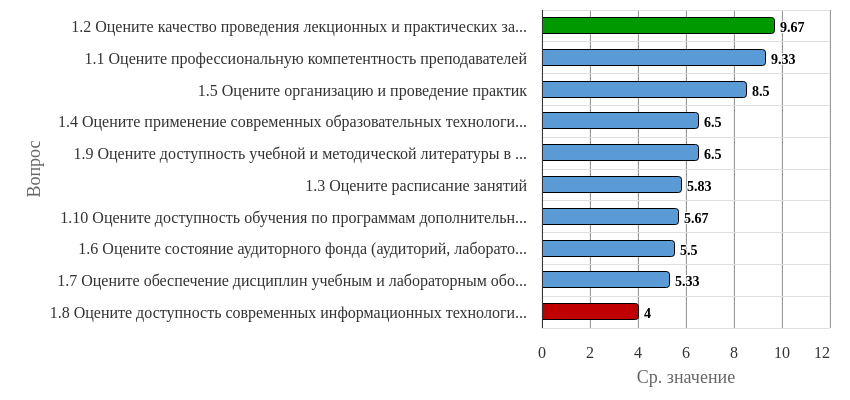 1.2 Оцените качество проведения лекционных и практических за... 9.67
1.1 Оцените профессиональную компетентность преподавателей 9.33
1.5 Оцените организацию и проведение практик 8.5
1.4 Оцените применение современных образовательных технологи... 6.5
1.9 Оцените доступность учебной и методической литературы в ... 6.5
1.3 Оцените расписание занятий 5.83
1.10 Оцените доступность обучения по программам дополнительн... 5.67
1.6 Оцените состояние аудиторного фонда (аудиторий, лаборато... 5.5
1.7 Оцените обеспечение дисциплин учебным и лабораторным обо... 5.33
1.8 Оцените доступность современных информационных технологи... 4
Вопрос
0 2 4 6 8 10 12
Ср. значение